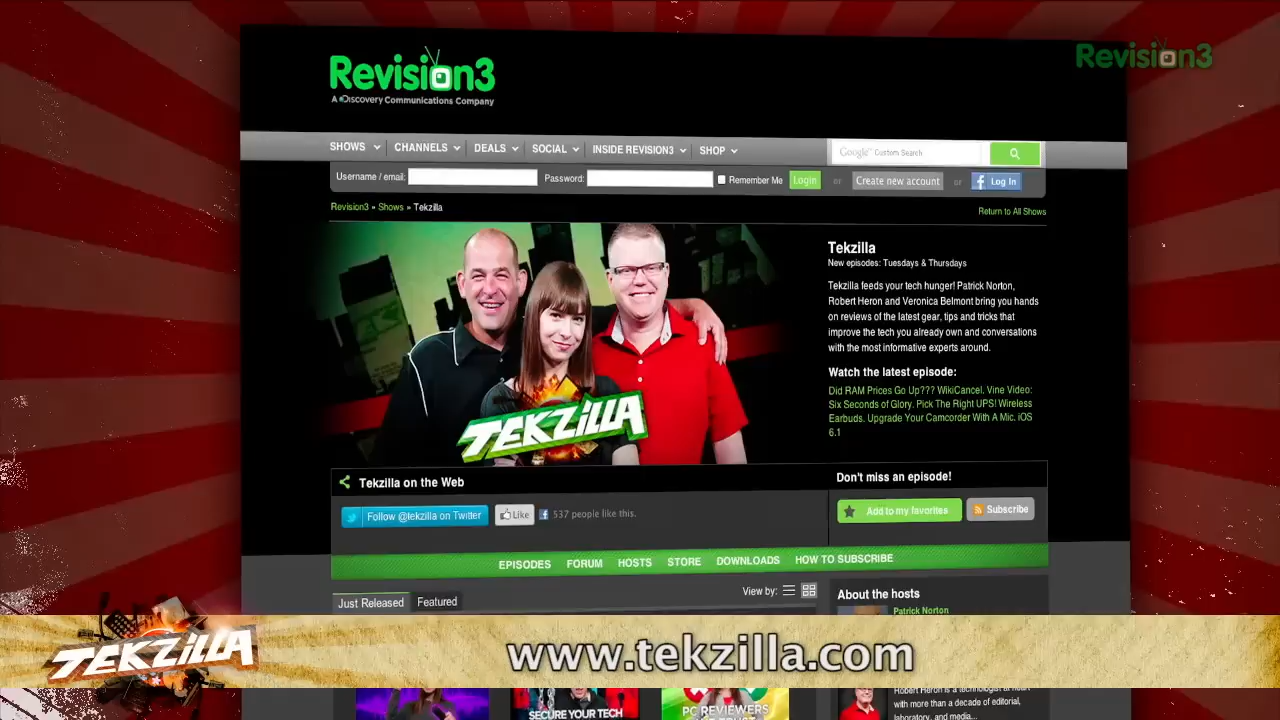 Revision3
Revision3
A Discovery Communications Company
SHOWS
CHANNELS
DEALS
SOCIAL
INSIDE REVISION3
SHOP
Google™ Custom Search
Username / email:
Password:
Remember Me
Login
or
Create new account
or
f Log In
Revision3 » Shows » Tekzilla
Return to All Shows
Tekzilla
New episodes: Tuesdays & Thursdays
Tekzilla feeds your tech hunger! Patrick Norton,
Robert Heron and Veronica Belmont bring you hands
on reviews of the latest gear, tips and tricks that
improve the tech you already own and conversations
with the most informative experts around.
Watch the latest episode:
Did RAM Prices Go Up??? WikiCancel. Vine Video:
Six Seconds of Glory. Pick The Right UPS! Wireless
Earbuds. Upgrade Your Camcorder With A Mic. iOS
6.1
TEKZILLA
Tekzilla on the Web
Don't miss an episode!
Follow @tekzilla on Twitter
Like
f 537 people like this.
Add to my favorites
Subscribe
EPISODES
FORUM
HOSTS
STORE
DOWNLOADS
HOW TO SUBSCRIBE
Just Released
Featured
View by:
About the hosts
Patrick Norton
TEKZILLA
www.tekzilla.com
SECURE YOUR TECH
PC REVIEWERS
Robert Heron is a technologist at heart
with more than a decade of editorial,
laboratory, and media...